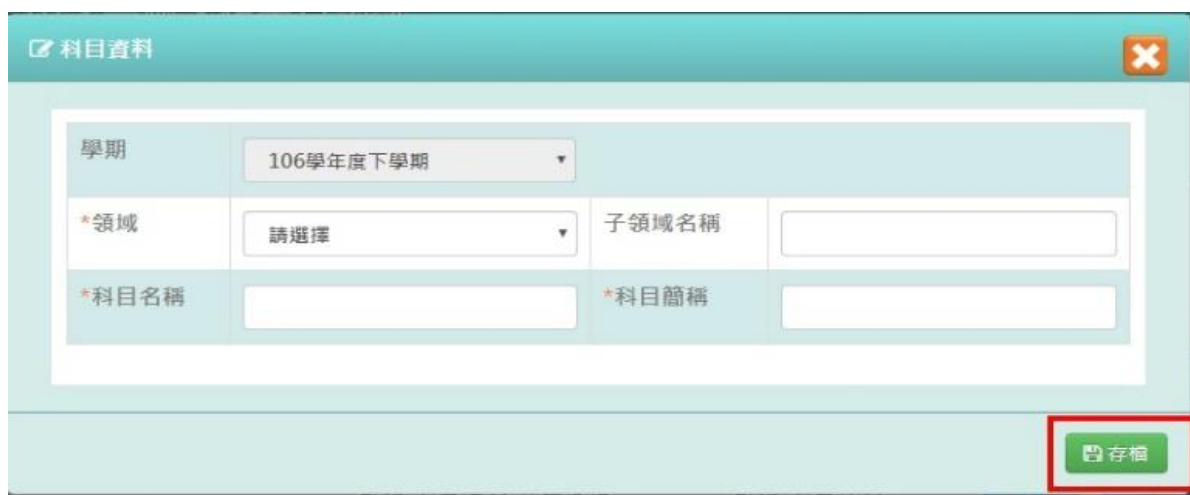 科目資料
學期 106學年度下學期
*領域 請選擇 子領域名稱
*科目名稱 *科目簡稱
存檔